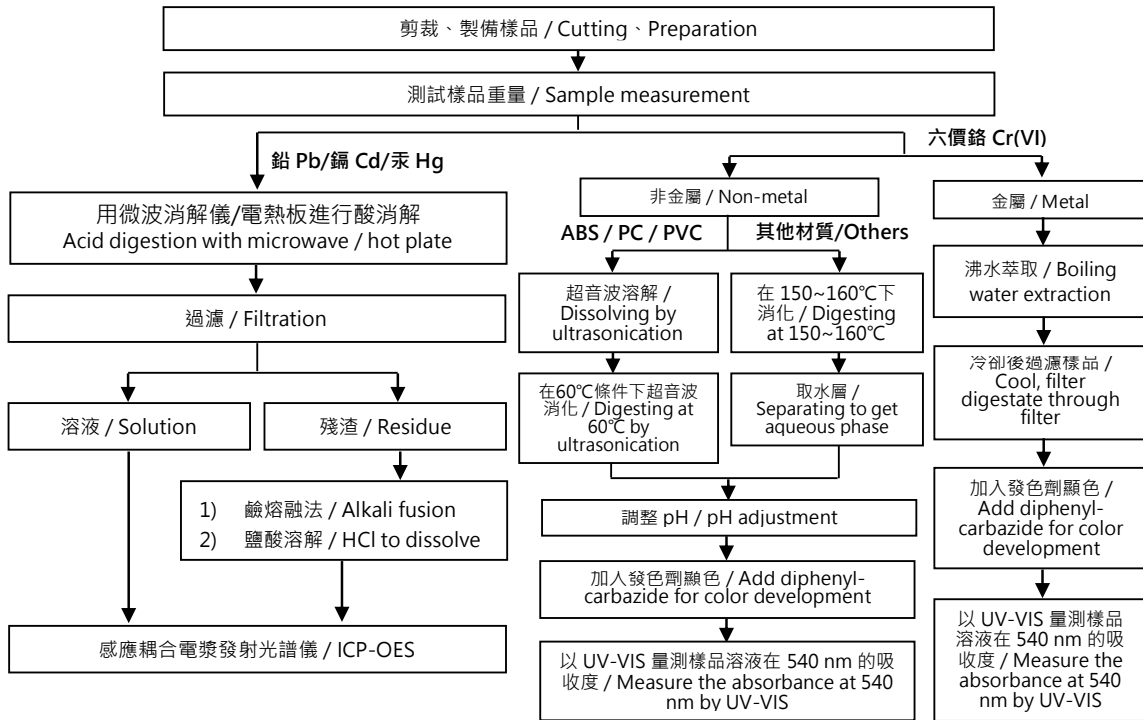 剪裁、製備樣品 / Cutting、Preparation
測試樣品重量 / Sample measurement
鉛 Pb/鎘 Cd/汞 Hg
用微波消解儀/電熱板進行酸消解
Acid digestion with microwave / hot plate
過濾 / Filtration
溶液 / Solution
殘渣 / Residue
1) 鹼熔融法 / Alkali fusion
2) 鹽酸溶解 / HCl to dissolve
感應耦合電漿發射光譜儀 / ICP-OES
六價鉻 Cr(VI)
非金屬 / Non-metal
ABS / PC / PVC
超音波溶解 /
Dissolving by
ultrasonication
在60℃條件下超音波
消化 / Digesting at
60℃ by
ultrasonication
其他材質/Others
在 150~160℃下
消化 / Digesting
at 150~160℃
取水層 /
Separating to get
aqueous phase
調整 pH / pH adjustment
加入發色劑顯色 / Add diphenyl-
carbazide for color development
以 UV-VIS 量測樣品溶液在 540 nm 的吸
收度 / Measure the absorbance at 540
nm by UV-VIS
金屬 / Metal
沸水萃取 / Boiling
water extraction
冷卻後過濾樣品 /
Cool, filter
digestate through
filter
加入發色劑顯色 /
Add diphenyl-
carbazide for color
development
以 UV-VIS 量測樣品
溶液在 540 nm 的吸
收度 / Measure the
absorbance at 540
nm by UV-VIS